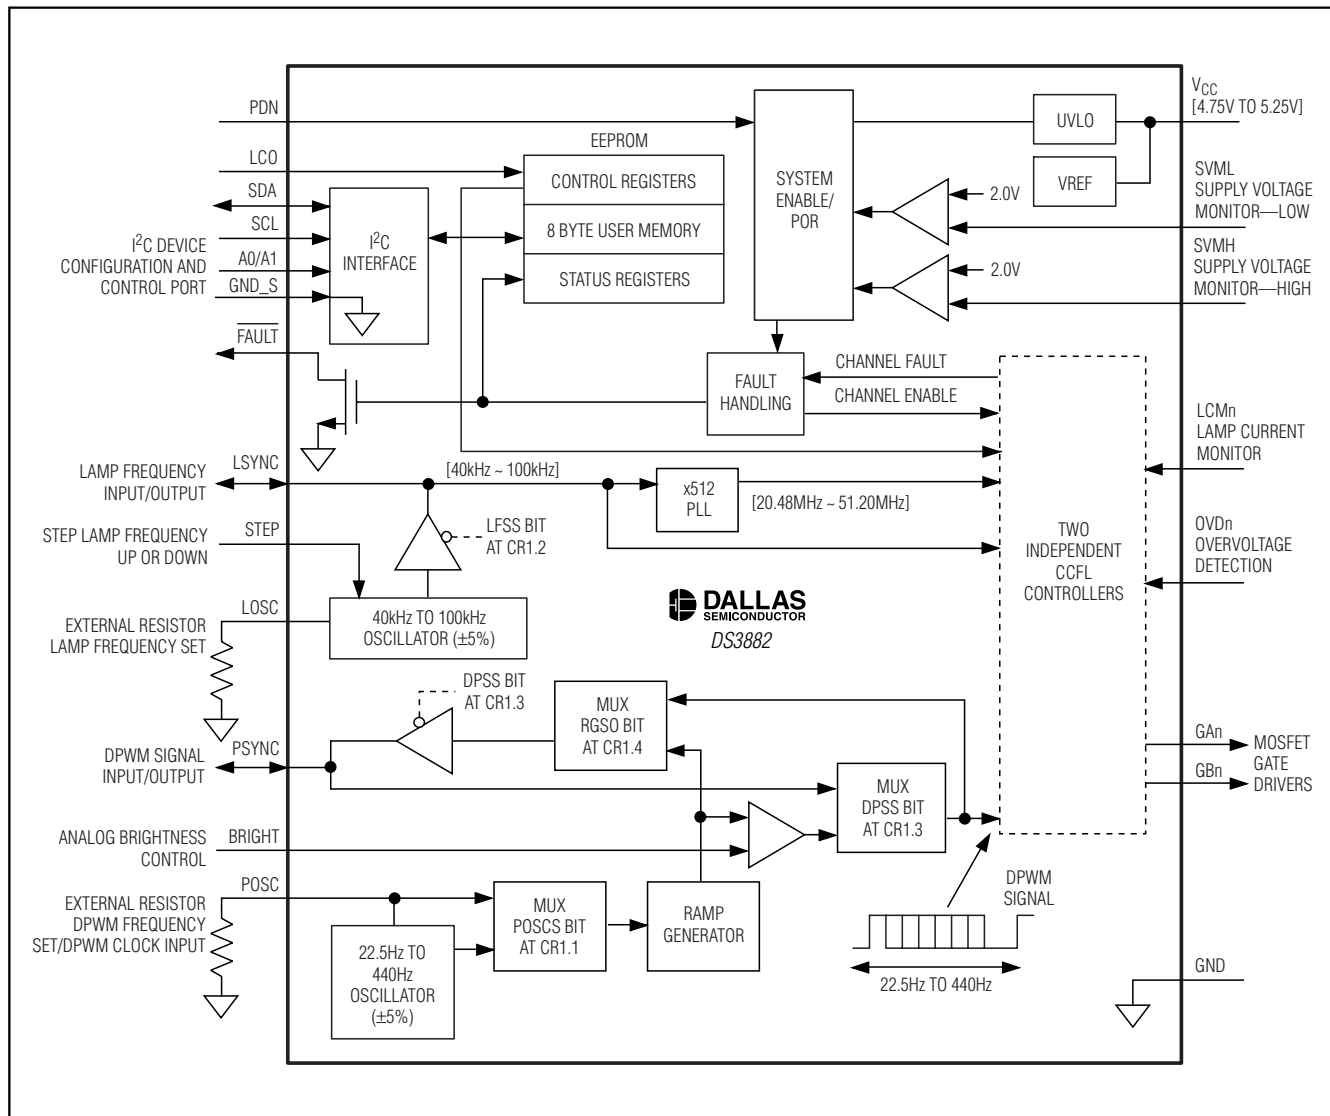 PDN
LCO
SDA
SCL
A0/A1
GND_S
I²C DEVICE
CONFIGURATION AND
CONTROL PORT
FAULT
I²C
INTERFACE
EEPROM
CONTROL REGISTERS
8 BYTE USER MEMORY
STATUS REGISTERS
SYSTEM
ENABLE/
POR
UVLO
VREF
2.0V
2.0V
VCC
[4.75V TO 5.25V]
SVML
SUPPLY VOLTAGE
MONITOR—LOW
SVMH
SUPPLY VOLTAGE
MONITOR—HIGH
FAULT
HANDLING
CHANNEL FAULT
CHANNEL ENABLE
LCMn
LAMP CURRENT
MONITOR
OVDn
OVERVOLTAGE
DETECTION
LAMP FREQUENCY
INPUT/OUTPUT
LSYNC
[40kHz ~ 100kHz]
x512
PLL
[20.48MHz ~ 51.20MHz]
TWO
INDEPENDENT
CCFL
CONTROLLERS
STEP LAMP FREQUENCY
UP OR DOWN
STEP
LFSS BIT
AT CR1.2
LOSC
EXTERNAL RESISTOR
LAMP FREQUENCY SET
40kHz TO 100kHz
OSCILLATOR (±5%)
DALLAS
SEMICONDUCTOR
DS3882
DPSS BIT
AT CR1.3
MUX
RGSO BIT
AT CR1.4
DPWM SIGNAL
INPUT/OUTPUT
PSYNC
MUX
DPSS BIT
AT CR1.3
GAn
GBn
MOSFET
GATE
DRIVERS
ANALOG BRIGHTNESS
CONTROL
BRIGHT
POSC
EXTERNAL RESISTOR
DPWM FREQUENCY
SET/DPWM CLOCK INPUT
22.5Hz TO
440Hz
OSCILLATOR
(±5%)
MUX
POSCS BIT
AT CR1.1
RAMP
GENERATOR
DPWM
SIGNAL
22.5Hz TO 440Hz
GND